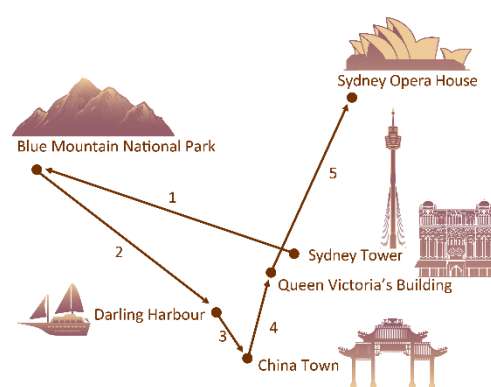 Sydney Opera House
Blue Mountain National Park
5
1
2
Sydney Tower
Queen Victoria's Building
Darling Harbour
3
4
China Town